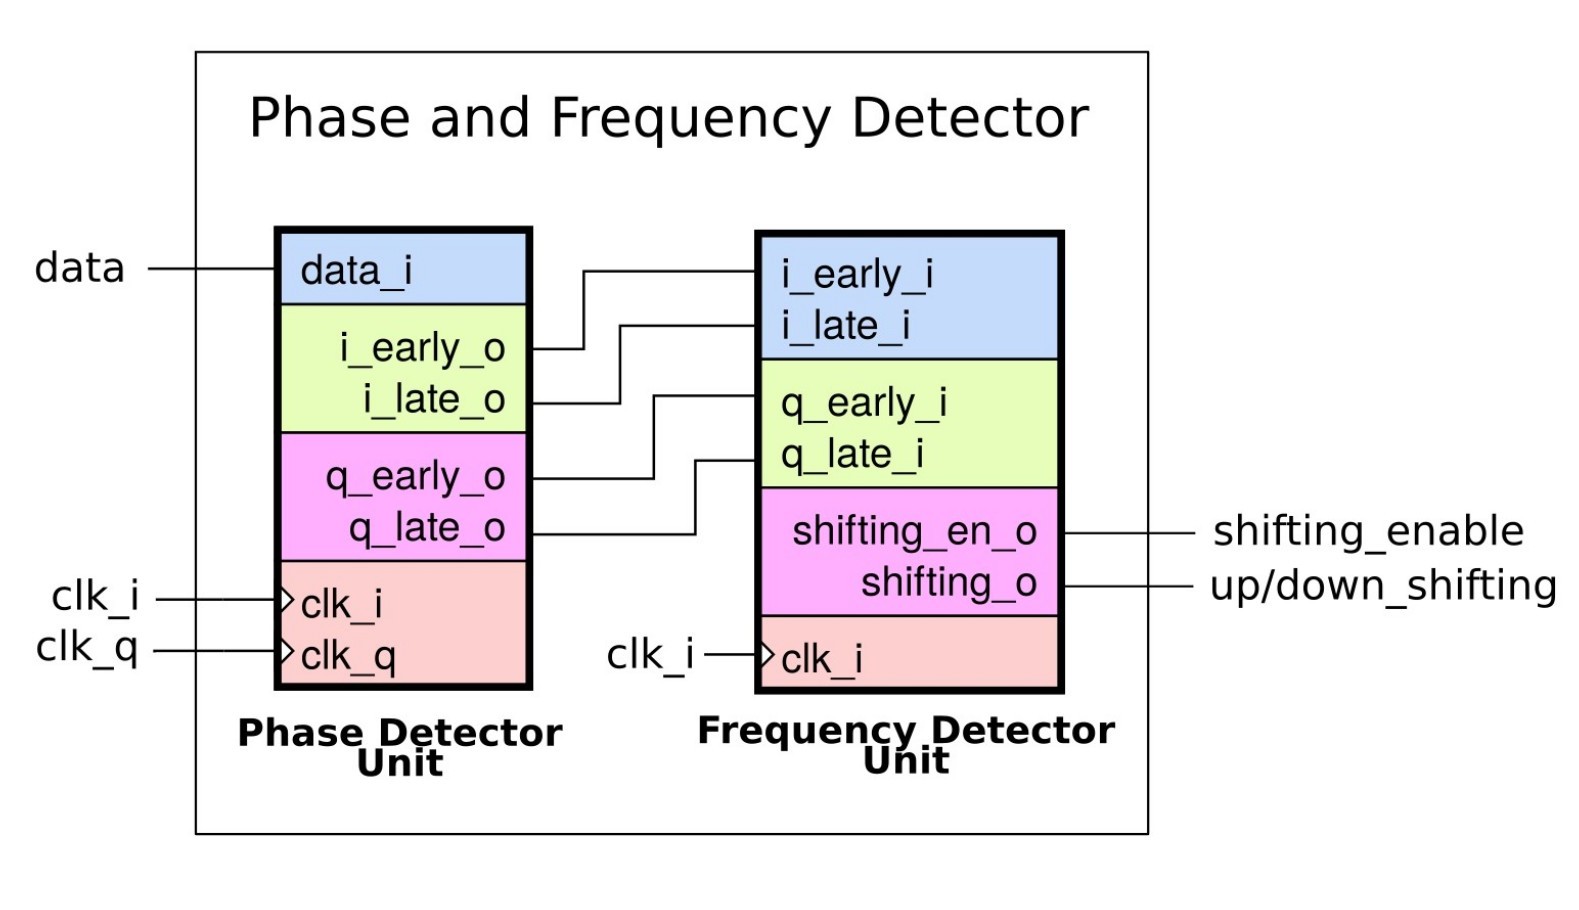 Phase and Frequency Detector
data
data_i
i_early_o
i_late_o
q_early_o
q_late_o
clk_i
clk_i
clk_q
clk_q
Phase Detector
Unit
i_early_i
i_late_i
q_early_i
q_late_i
shifting_en_o
shifting_o
clk_i
clk_i
Frequency Detector
Unit
shifting_enable
up/down_shifting